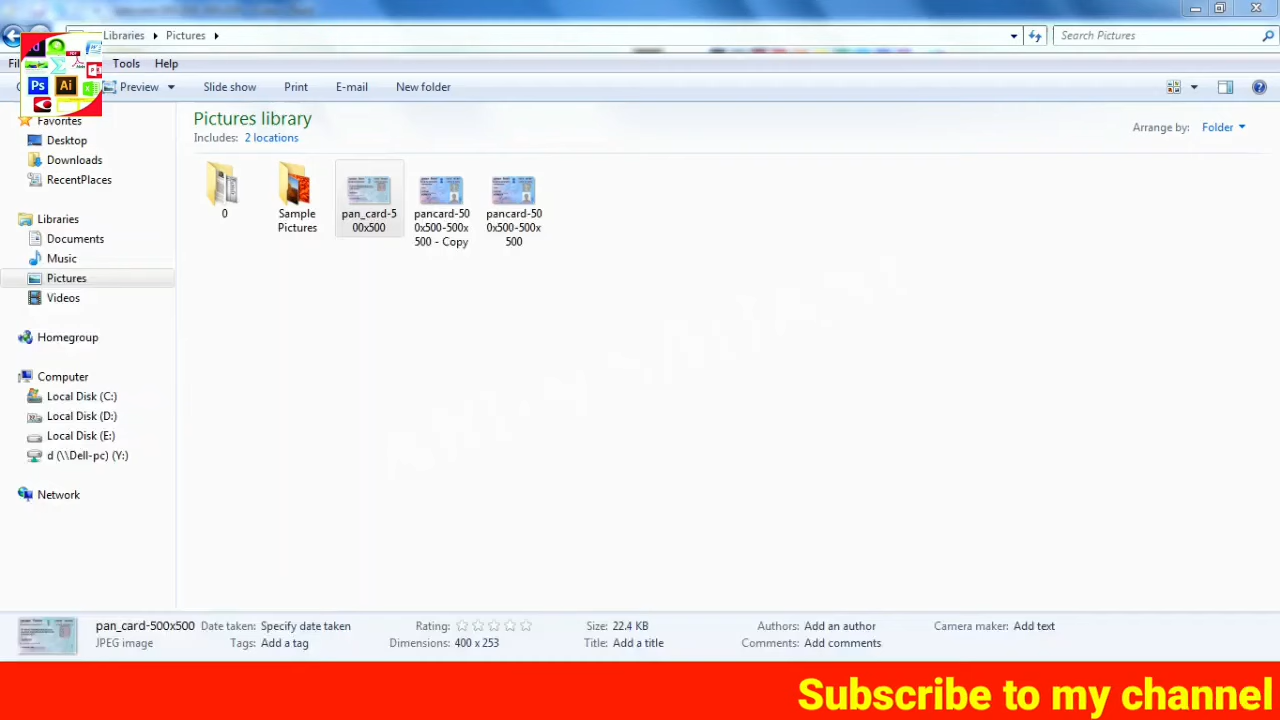 Libraries Pictures
Search Pictures
Tools Help
Preview Slide show Print E-mail New folder
Ps Ai
Favorites
Desktop
Downloads
RecentPlaces
Libraries
Documents
Music
Pictures
Videos
Homegroup
Computer
Local Disk (C:)
Local Disk (D:)
Local Disk (E:)
d (\\Dell-pc) (Y:)
Network
Pictures library
Includes: 2 locations
Arrange by: Folder
0
Sample
Pictures
pan_card-5
00x500
pancard-50
0x500-500x
500 - Copy
pancard-50
0x500-500x
500
pan_card-500x500 Date taken: Specify date taken Rating: Size: 22.4 KB Authors: Add an author Camera maker: Add text
JPEG image Tags: Add a tag Dimensions: Title: Add a title Comments: Add comments
Subscribe to my channel